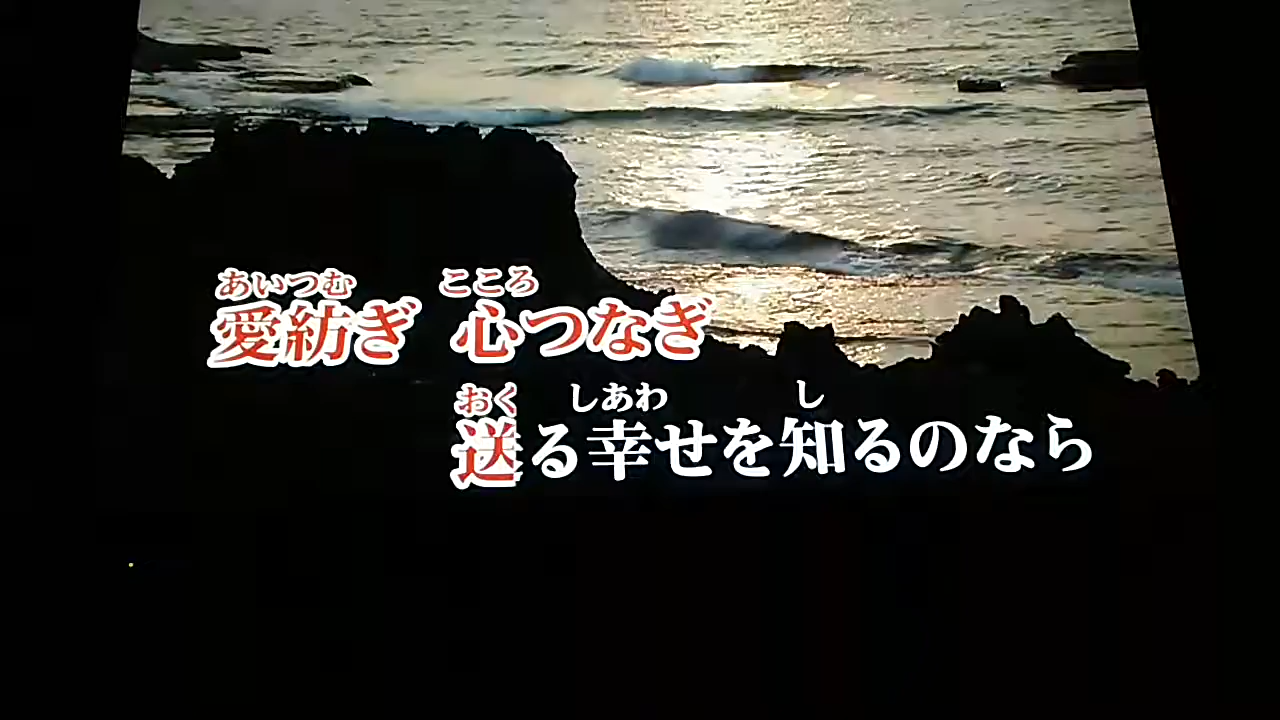 あいつむ こころ
愛紡ぎ 心つなぎ
おく しあわ し
送る幸せを知るのなら